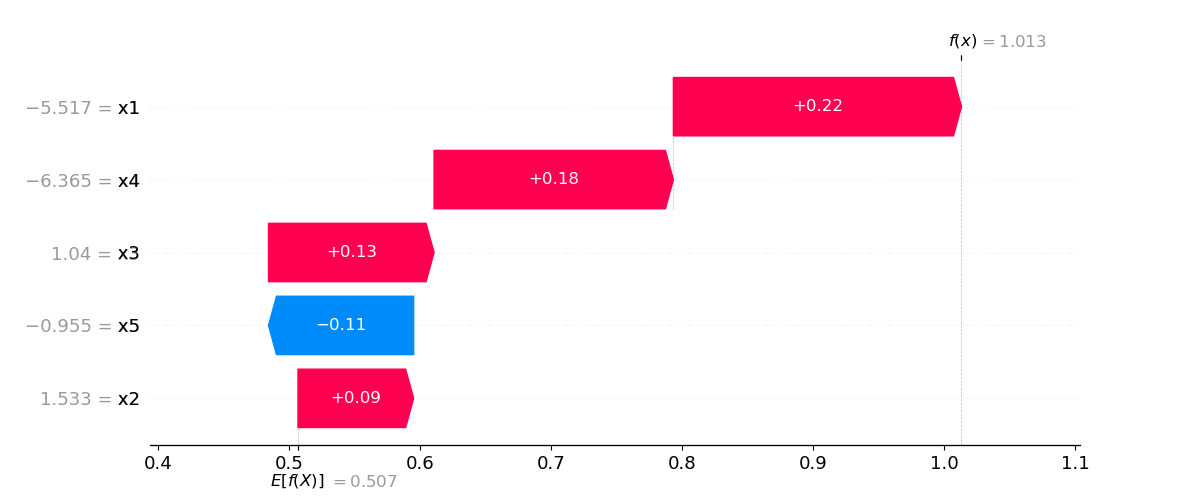 f(x) = 1.013
−5.517 = x1
+0.22
−6.365 = x4
+0.18
1.04 = x3
+0.13
−0.955 = x5
−0.11
1.533 = x2
+0.09
0.4 0.5 0.6 0.7 0.8 0.9 1.0 1.1
E[f(X)] = 0.507